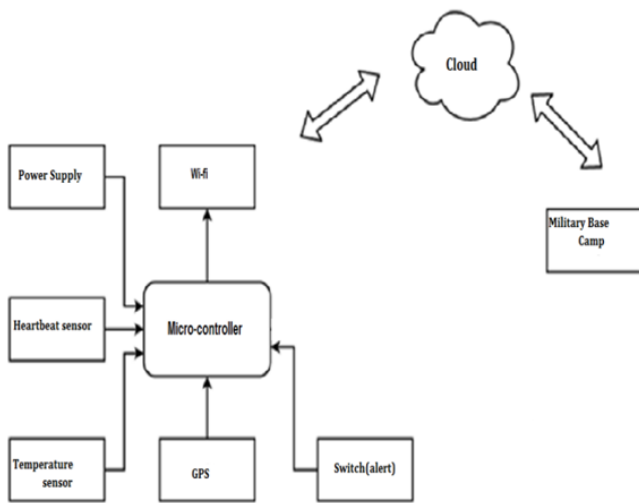 Cloud
Power Supply
Wi-fi
Military Base
Camp
Heartbeat sensor
Micro-controller
Temperature
sensor
GPS
Switch(alert)